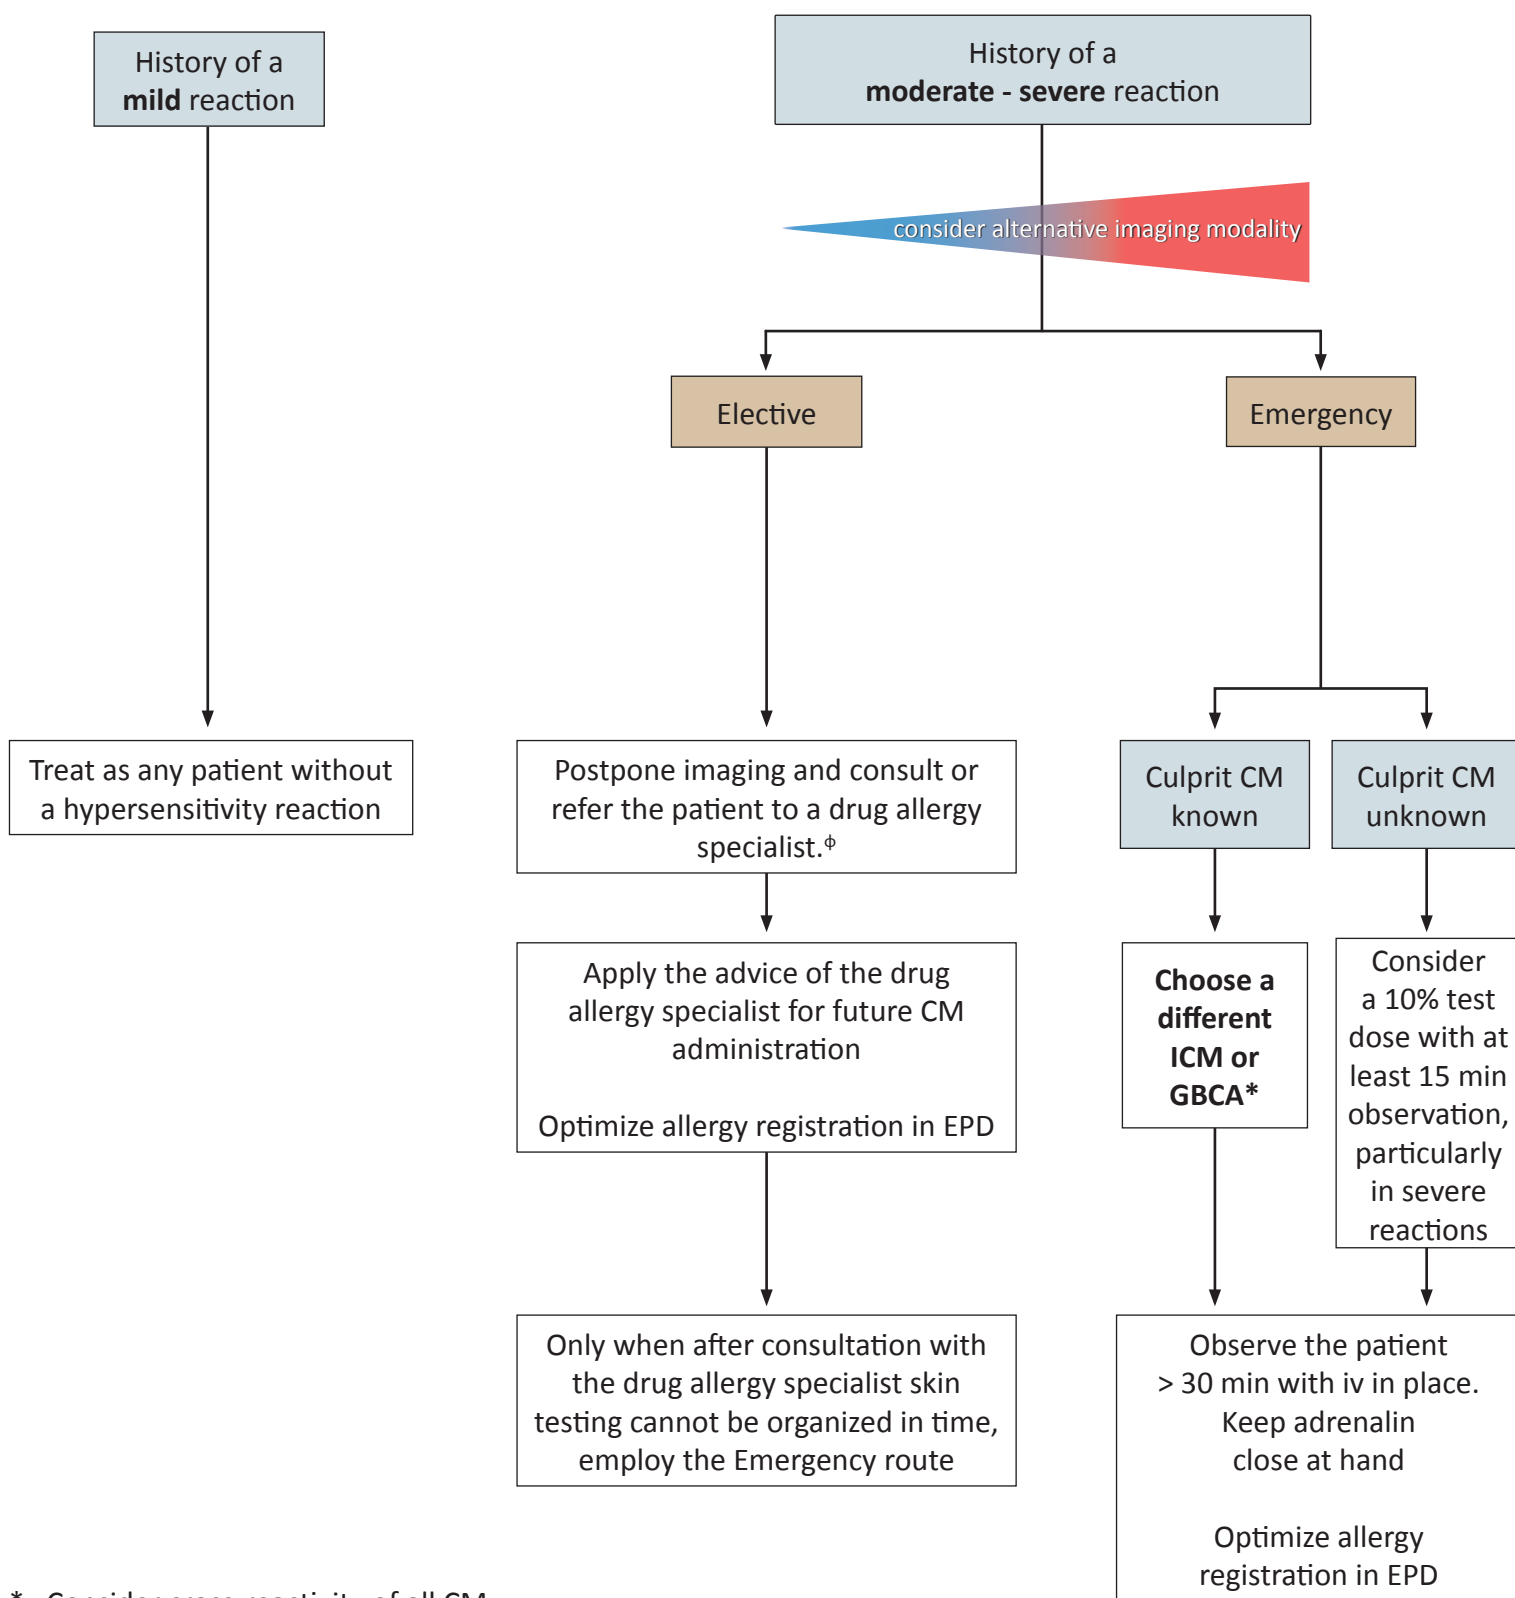 History of a
mild reaction
History of a
moderate - severe reaction
consider alternative imaging modality
Elective
Emergency
Treat as any patient without
a hypersensitivity reaction
Postpone imaging and consult or
refer the patient to a drug allergy
specialist.ᶲ
Culprit CM
known
Culprit CM
unknown
Apply the advice of the drug
allergy specialist for future CM
administration
Optimize allergy registration in EPD
Choose a
different
ICM or
GBCA*
Consider
a 10% test
dose with at
least 15 min
observation,
particularly
in severe
reactions
Only when after consultation with
the drug allergy specialist skin
testing cannot be organized in time,
employ the Emergency route
Observe the patient
> 30 min with iv in place.
Keep adrenalin
close at hand
Optimize allergy
registration in EPD
* Consider cross-reactivity of all CM